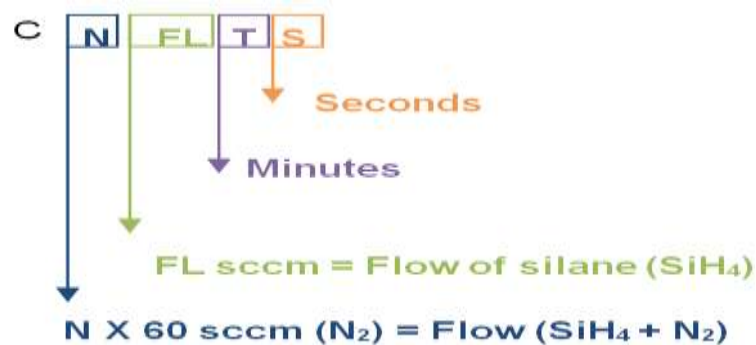 C N FL T S
Seconds
Minutes
FL sccm = Flow of silane (SiH₄)
N X 60 sccm (N₂) = Flow (SiH₄ + N₂)